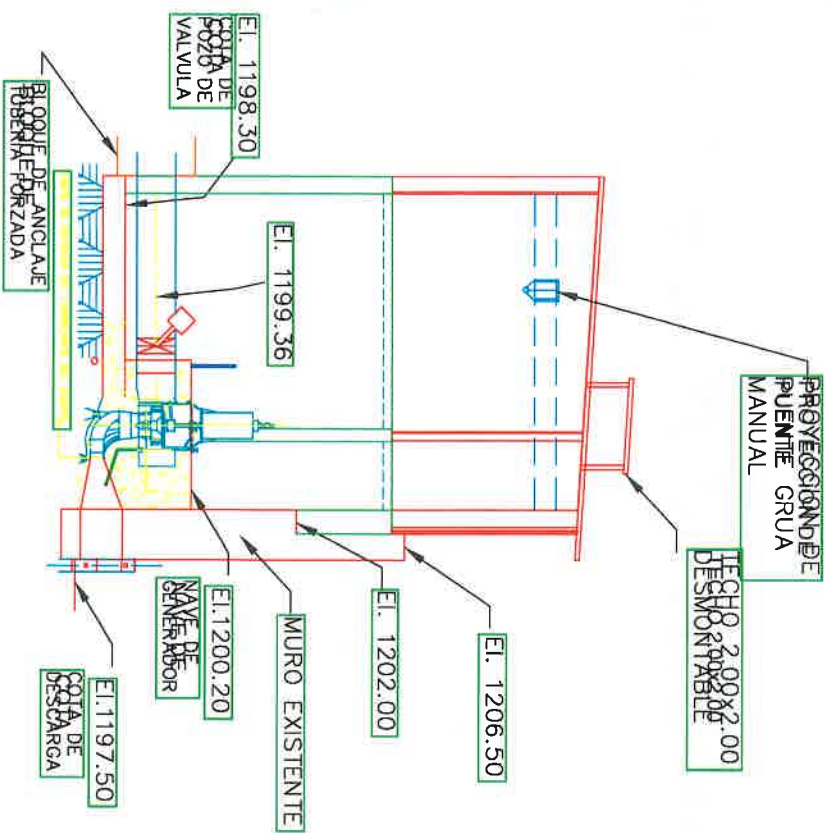 PROYECCION DE
PUENTE GRUA
MANUAL
TECHO 2.00x2.00
DESMONTABLE
El. 1206.50
El. 1202.00
MURO EXISTENTE
El.1200.20
NAVE DE
GENERADOR
El.1197.50
COTA DE
DESCARGA
El. 1199.36
El. 1198.30
COTA DE
POZO DE
VALVULA
BLOQUE DE ANCLAJE
TUBERIA FORZADA